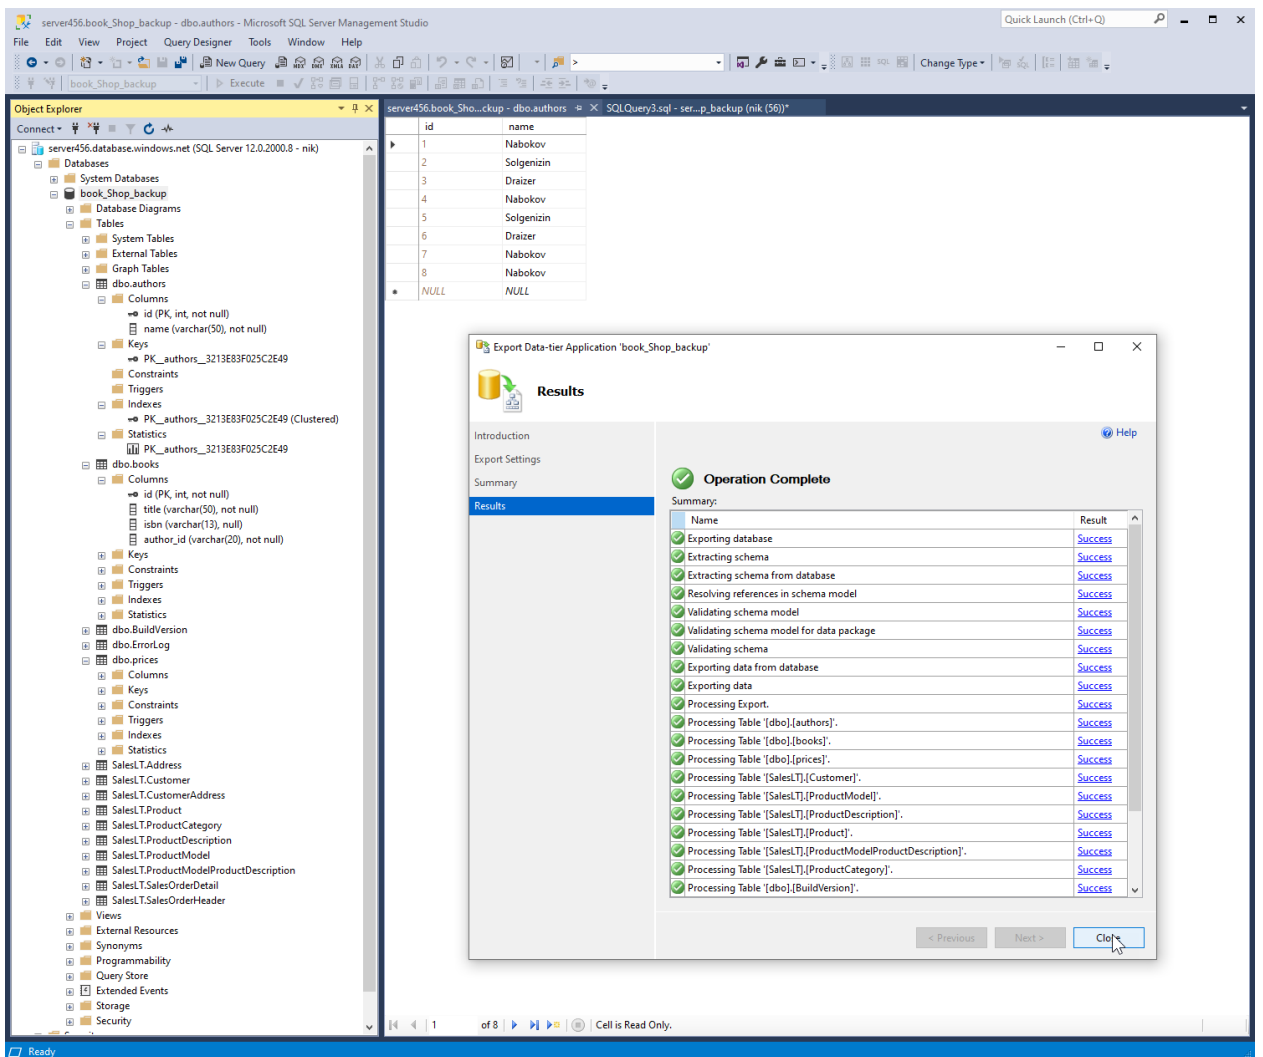 server456.book_Shop_backup - dbo.authors - Microsoft SQL Server Management Studio
Quick Launch (Ctrl+Q)
File Edit View Project Query Designer Tools Window Help
New Query
MDX DMX XMLA DAX
Change Type
book_Shop_backup
Execute
Object Explorer
Connect
server456.database.windows.net (SQL Server 12.0.2000.8 - nik)
Databases
System Databases
book_Shop_backup
Database Diagrams
Tables
System Tables
External Tables
Graph Tables
dbo.authors
Columns
id (PK, int, not null)
name (varchar(50), not null)
Keys
PK__authors__3213E83F025C2E49
Constraints
Triggers
Indexes
PK__authors__3213E83F025C2E49 (Clustered)
Statistics
PK__authors__3213E83F025C2E49
dbo.books
Columns
id (PK, int, not null)
title (varchar(50), not null)
isbn (varchar(13), null)
author_id (varchar(20), not null)
Keys
Constraints
Triggers
Indexes
Statistics
dbo.BuildVersion
dbo.ErrorLog
dbo.prices
Columns
Keys
Constraints
Triggers
Indexes
Statistics
SalesLT.Address
SalesLT.Customer
SalesLT.CustomerAddress
SalesLT.Product
SalesLT.ProductCategory
SalesLT.ProductDescription
SalesLT.ProductModel
SalesLT.ProductModelProductDescription
SalesLT.SalesOrderDetail
SalesLT.SalesOrderHeader
Views
External Resources
Synonyms
Programmability
Query Store
Extended Events
Storage
Security
server456.book_Sho...ckup - dbo.authors
SQLQuery3.sql - ser...p_backup (nik (56))*
id name
1 Nabokov
2 Solgenizin
3 Draizer
4 Nabokov
5 Solgenizin
6 Draizer
7 Nabokov
8 Nabokov
NULL NULL
Export Data-tier Application 'book_Shop_backup'
Results
Introduction
Export Settings
Summary
Results
Help
Operation Complete
Summary:
Name Result
Exporting database Success
Extracting schema Success
Extracting schema from database Success
Resolving references in schema model Success
Validating schema model Success
Validating schema model for data package Success
Validating schema Success
Exporting data from database Success
Exporting data Success
Processing Export. Success
Processing Table '[dbo].[authors]'. Success
Processing Table '[dbo].[books]'. Success
Processing Table '[dbo].[prices]'. Success
Processing Table '[SalesLT].[Customer]'. Success
Processing Table '[SalesLT].[ProductModel]'. Success
Processing Table '[SalesLT].[ProductDescription]'. Success
Processing Table '[SalesLT].[Product]'. Success
Processing Table '[SalesLT].[ProductModelProductDescription]'. Success
Processing Table '[SalesLT].[ProductCategory]'. Success
Processing Table '[dbo].[BuildVersion]'. Success
< Previous Next > Close
1 of 8 Cell is Read Only.
Ready